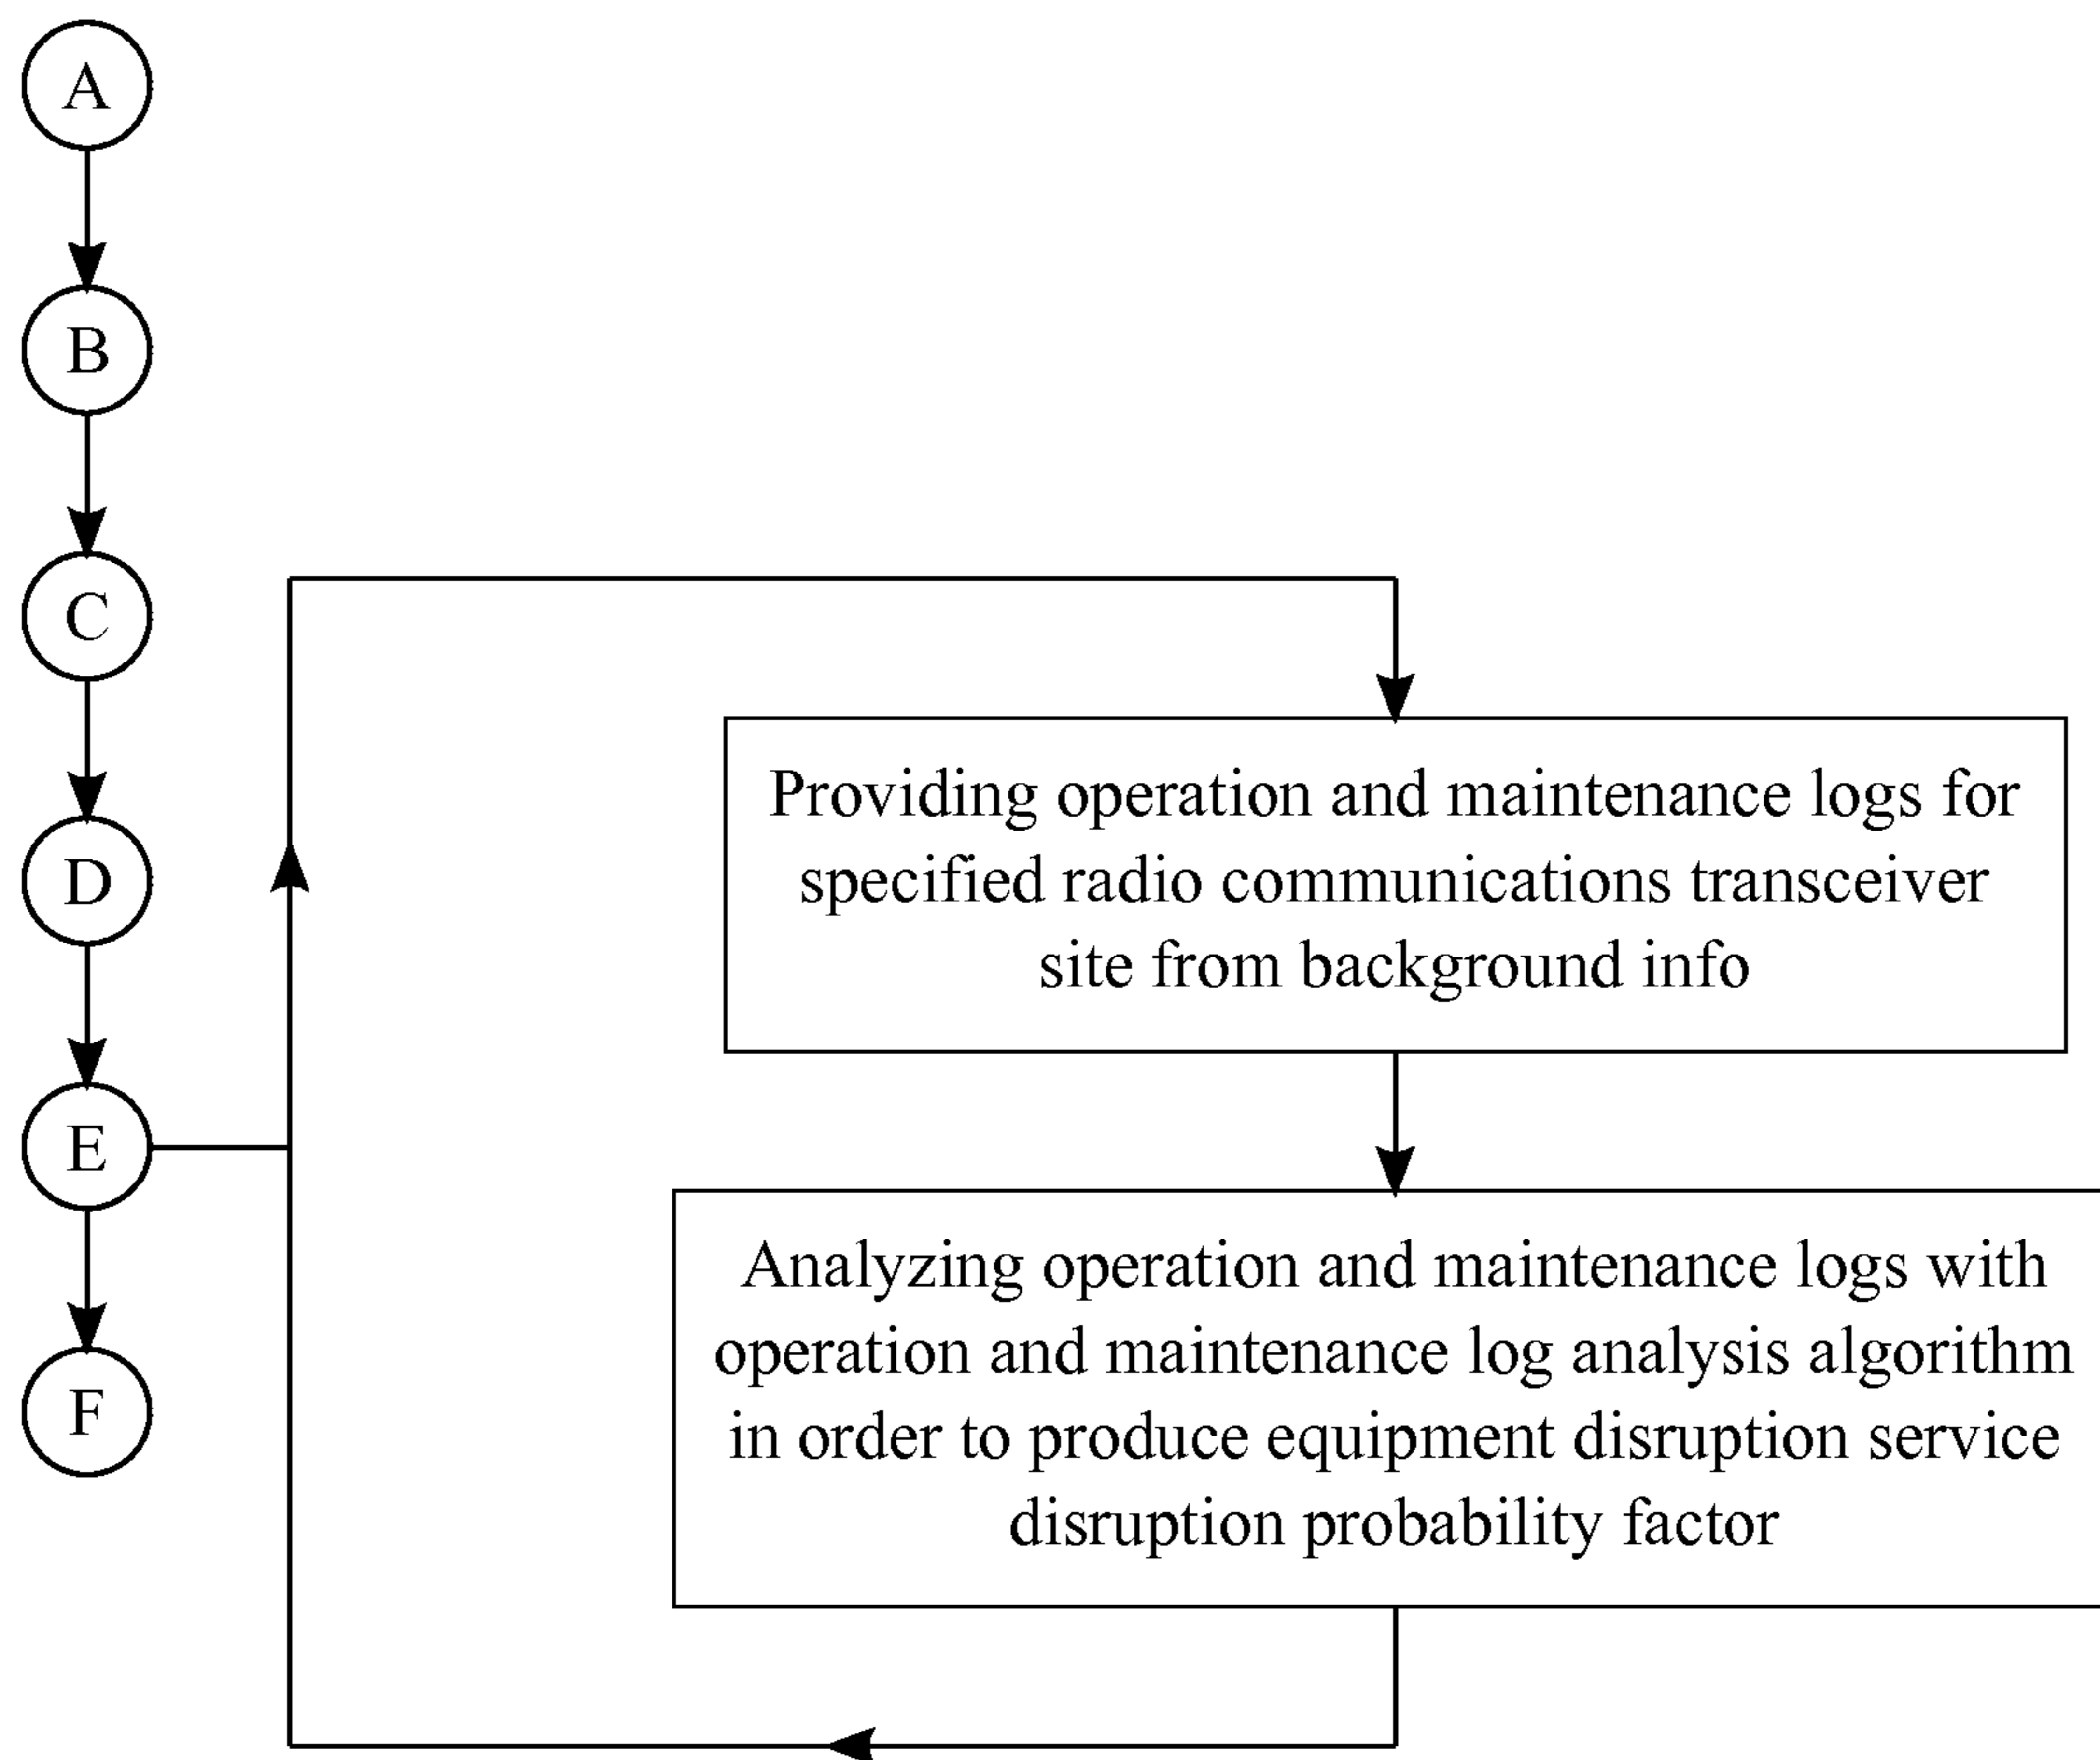 A
B
C
D
E
F
Providing operation and maintenance logs for
specified radio communications transceiver
site from background info
Analyzing operation and maintenance logs with
operation and maintenance log analysis algorithm
in order to produce equipment disruption service
disruption probability factor